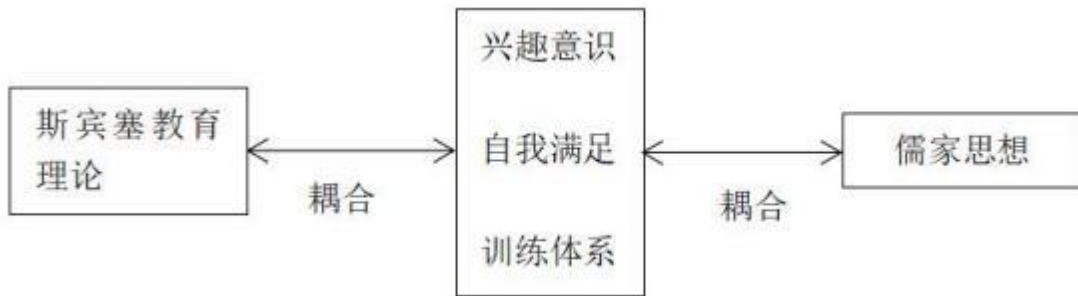 斯宾塞教育
理论
耦合
兴趣意识
自我满足
训练体系
耦合
儒家思想